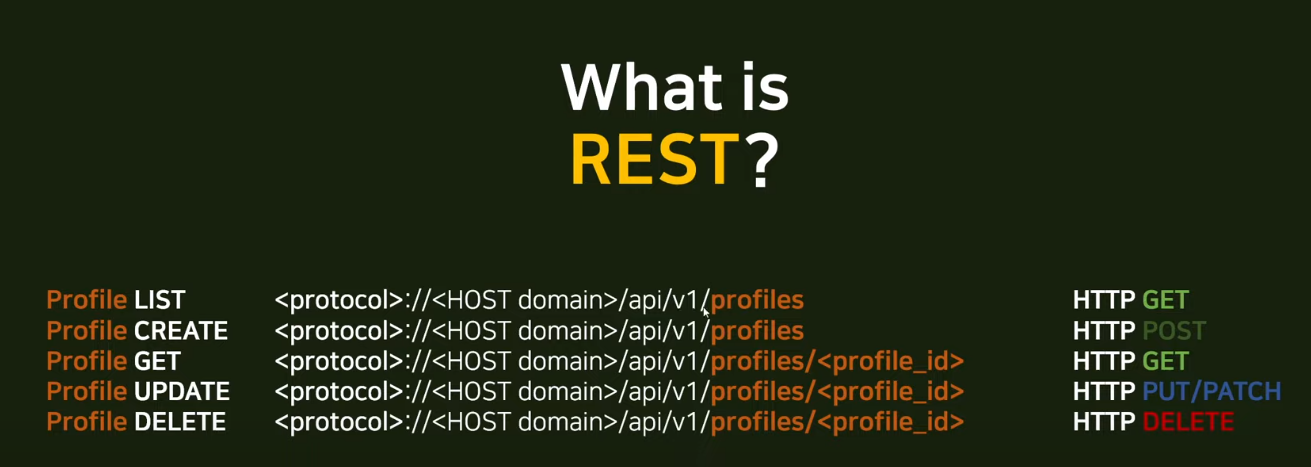 What is
REST?
Profile LIST <protocol>://<HOST domain>/api/v1/profiles HTTP GET
Profile CREATE <protocol>://<HOST domain>/api/v1/profiles HTTP POST
Profile GET <protocol>://<HOST domain>/api/v1/profiles/<profile_id> HTTP GET
Profile UPDATE <protocol>://<HOST domain>/api/v1/profiles/<profile_id> HTTP PUT/PATCH
Profile DELETE <protocol>://<HOST domain>/api/v1/profiles/<profile_id> HTTP DELETE